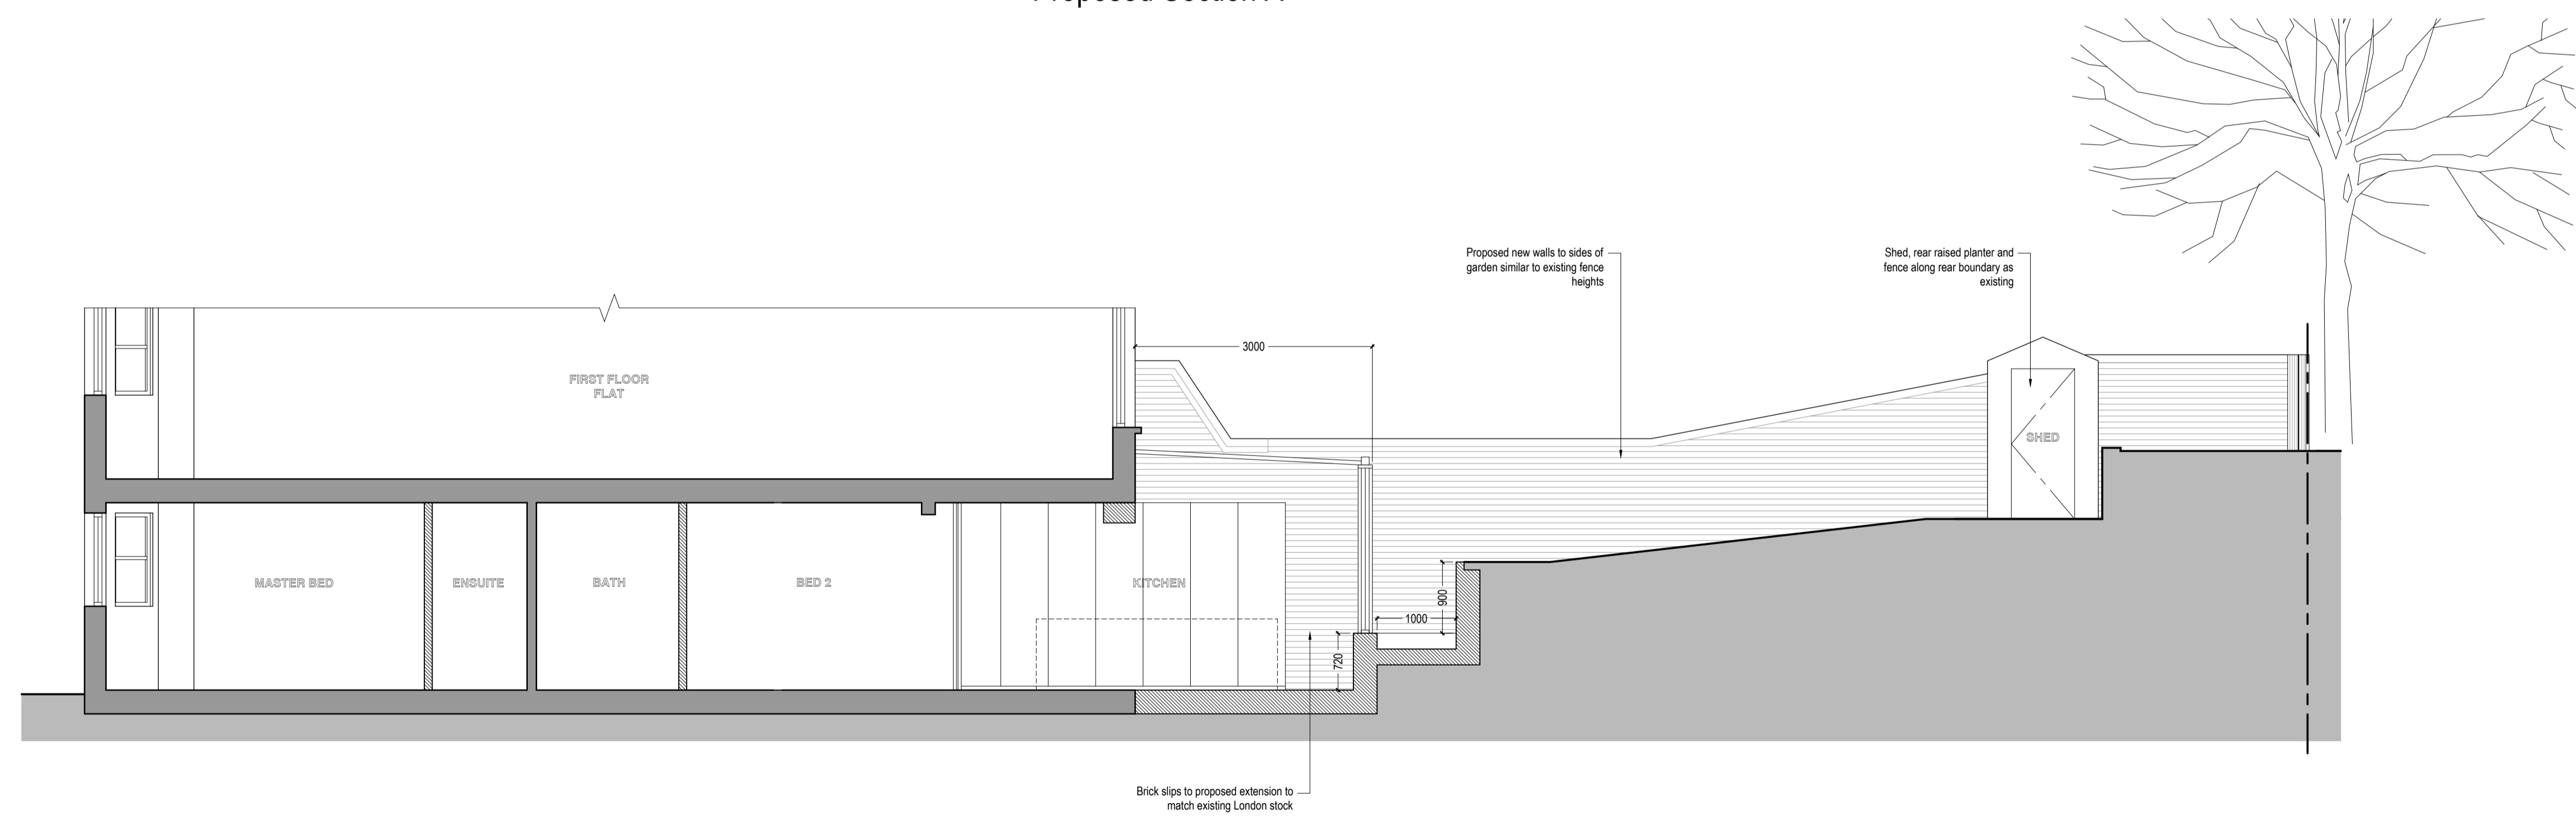 Proposed Section A
Proposed new walls to sides of
garden similar to existing fence
heights
Shed, rear raised planter and
fence along rear boundary as
existing
3000
FIRST FLOOR
FLAT
SHED
MASTER BED
ENSUITE
BATH
BED 2
KITCHEN
900
1000
720
Brick slips to proposed extension to
match existing London stock